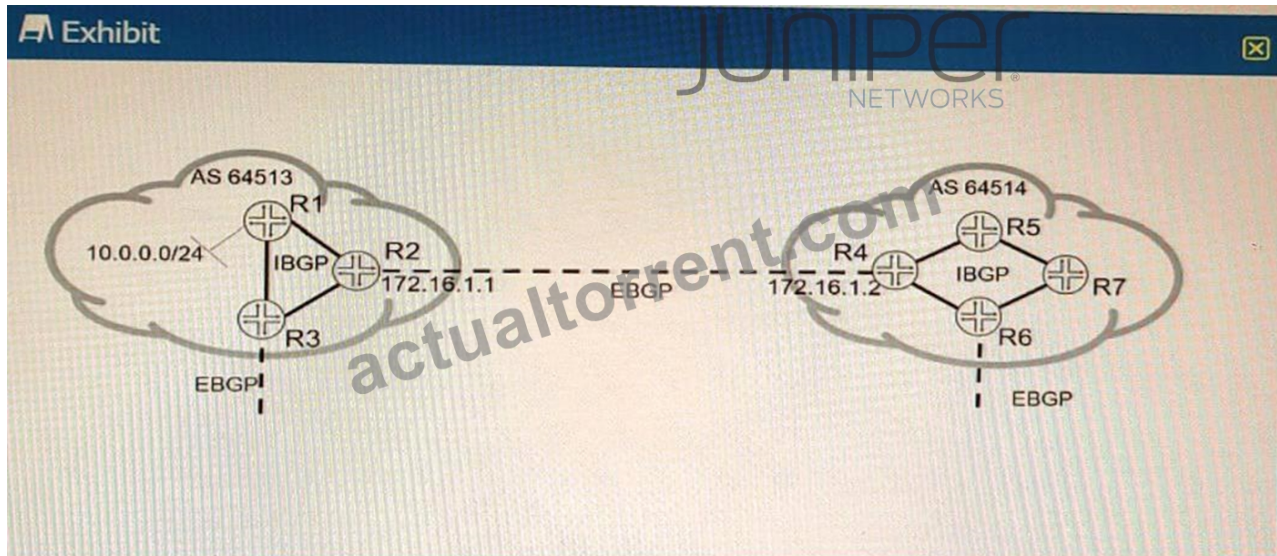 Exhibit
JUNIPER
NETWORKS
AS 64513
R1
10.0.0.0/24
IBGP
R2
172.16.1.1
R3
EBGP
EBGP
AS 64514
R5
R4
IBGP
172.16.1.2
R7
R6
EBGP
actualtorrent.com